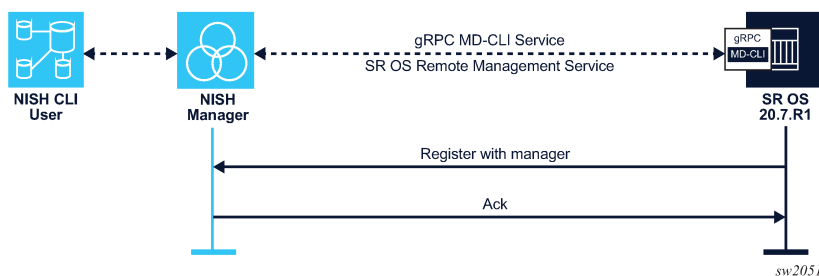 gRPC MD-CLI Service
SR OS Remote Management Service
gRPC
MD-CLI
NISH CLI
User
NISH
Manager
SR OS
20.7.R1
Register with manager
Ack
sw2051